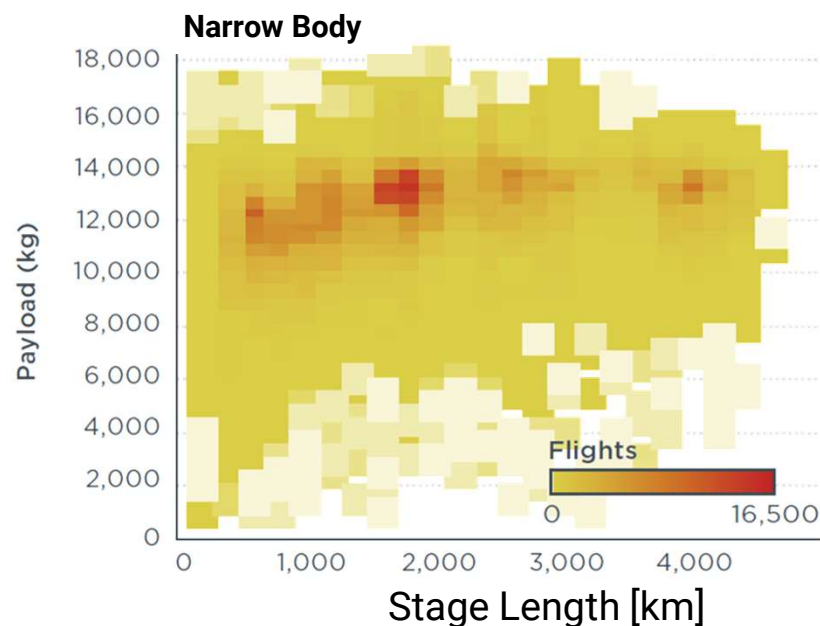 Narrow Body
Payload (kg)
18,000
16,000
14,000
12,000
10,000
8,000
6,000
4,000
2,000
0
Flights
0 16,500
0 1,000 2,000 3,000 4,000
Stage Length [km]